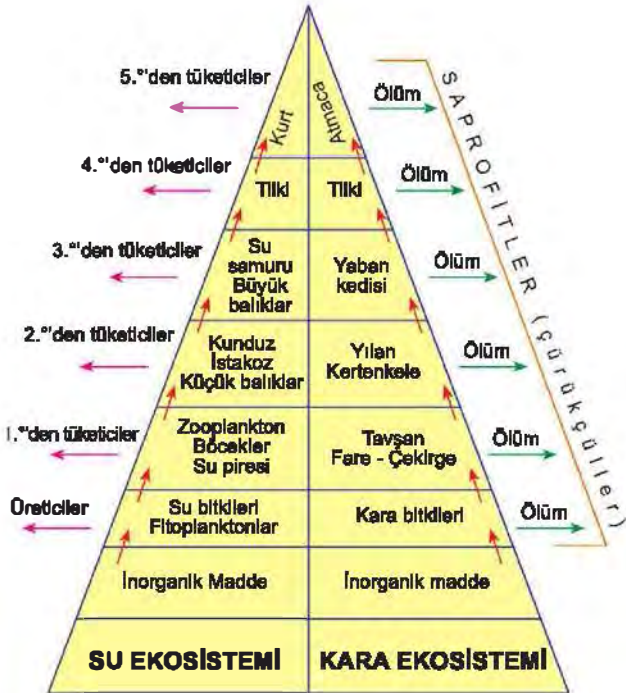 5.°'den tüketiciler
Kurt
Atmaca
Ölüm
4.°'den tüketiciler
Tilki
Tilki
Ölüm
3.°'den tüketiciler
Su
samuru
Büyük
balıklar
Yaban
kedisi
Ölüm
2.°'den tüketiciler
Kunduz
İstakoz
Küçük balıklar
Yılan
Kertenkele
Ölüm
1.°'den tüketiciler
Zooplankton
Böcekler
Su piresi
Tavşan
Fare - Çekirge
Ölüm
Üreticiler
Su bitkileri
Fitoplanktonlar
Kara bitkileri
Ölüm
İnorganik Madde
İnorganik madde
SU EKOSİSTEMİ
KARA EKOSİSTEMİ
SAPROFİTLER (çürükçüller)